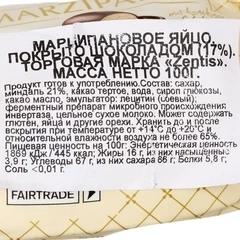 МАРЦИПАНОВОЕ ЯЙЦО,
ПОКРЫТО ШОКОЛАДОМ (17%).
ТОРГОВАЯ МАРКА «Zentis».
МАССА НЕТТО 100Г.
Продукт готов к употреблению.Состав: сахар,
миндаль 21%, какао тертое, вода, сироп глюкозы,
какао масло, эмульгатор: лецитин (соевый),
ферментный препарат микробного происхождения
инвертаза, цельное сухое молоко. Может содержать
глютен, яйца и другие орехи. Хранить до и после
вскрытия при температуре от +14°C до +20°C и
относительной влажности воздуха не более 65%.
Пищевая ценность на 100г: Энергетическая ценность
1869 кДж / 445 ккал; Жиры 16 г, из них насыщенные
3,9 г, Углеводы 67 г, из них сахара 66 г; Белки 5,8 г;
Соль <0,01 г.
FAIRTRADE